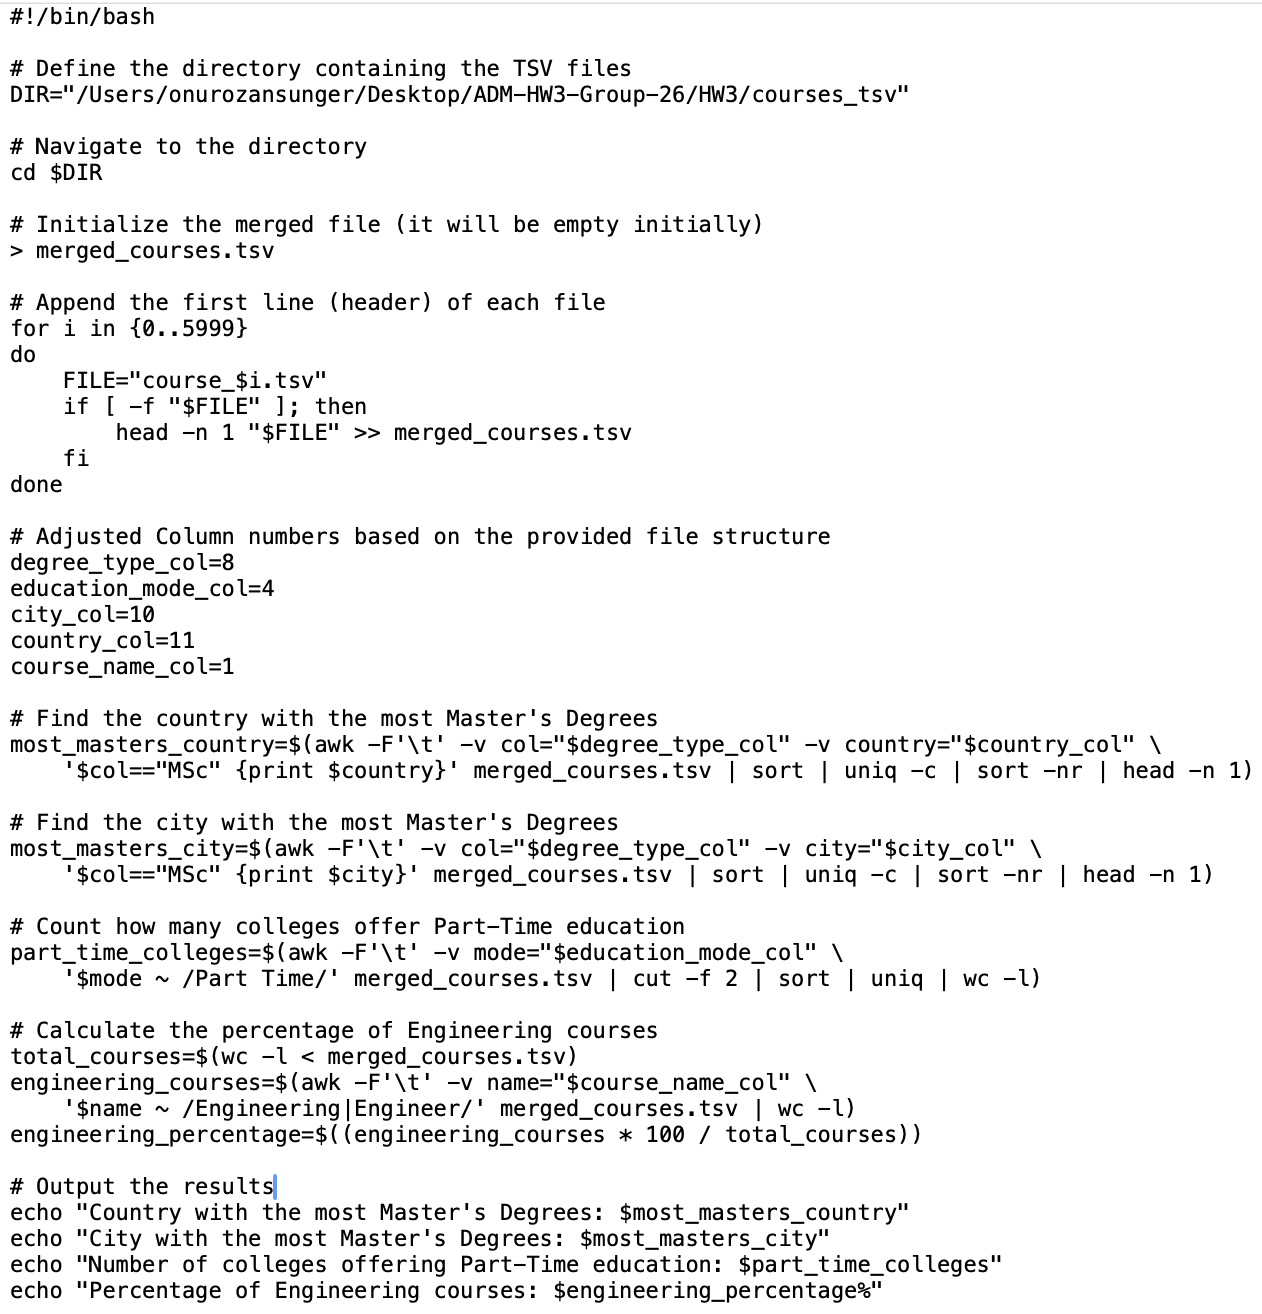 #!/bin/bash

# Define the directory containing the TSV files
DIR="/Users/onurozansunger/Desktop/ADM-HW3-Group-26/HW3/courses_tsv"

# Navigate to the directory
cd $DIR

# Initialize the merged file (it will be empty initially)
> merged_courses.tsv

# Append the first line (header) of each file
for i in {0..5999}
do
    FILE="course_$i.tsv"
    if [ -f "$FILE" ]; then
        head -n 1 "$FILE" >> merged_courses.tsv
    fi
done

# Adjusted Column numbers based on the provided file structure
degree_type_col=8
education_mode_col=4
city_col=10
country_col=11
course_name_col=1

# Find the country with the most Master's Degrees
most_masters_country=$(awk -F'\t' -v col="$degree_type_col" -v country="$country_col" \
    '$col=="MSc" {print $country}' merged_courses.tsv | sort | uniq -c | sort -nr | head -n 1)

# Find the city with the most Master's Degrees
most_masters_city=$(awk -F'\t' -v col="$degree_type_col" -v city="$city_col" \
    '$col=="MSc" {print $city}' merged_courses.tsv | sort | uniq -c | sort -nr | head -n 1)

# Count how many colleges offer Part-Time education
part_time_colleges=$(awk -F'\t' -v mode="$education_mode_col" \
    '$mode ~ /Part Time/' merged_courses.tsv | cut -f 2 | sort | uniq | wc -l)

# Calculate the percentage of Engineering courses
total_courses=$(wc -l < merged_courses.tsv)
engineering_courses=$(awk -F'\t' -v name="$course_name_col" \
    '$name ~ /Engineering|Engineer/' merged_courses.tsv | wc -l)
engineering_percentage=$((engineering_courses * 100 / total_courses))

# Output the results
echo "Country with the most Master's Degrees: $most_masters_country"
echo "City with the most Master's Degrees: $most_masters_city"
echo "Number of colleges offering Part-Time education: $part_time_colleges"
echo "Percentage of Engineering courses: $engineering_percentage%"